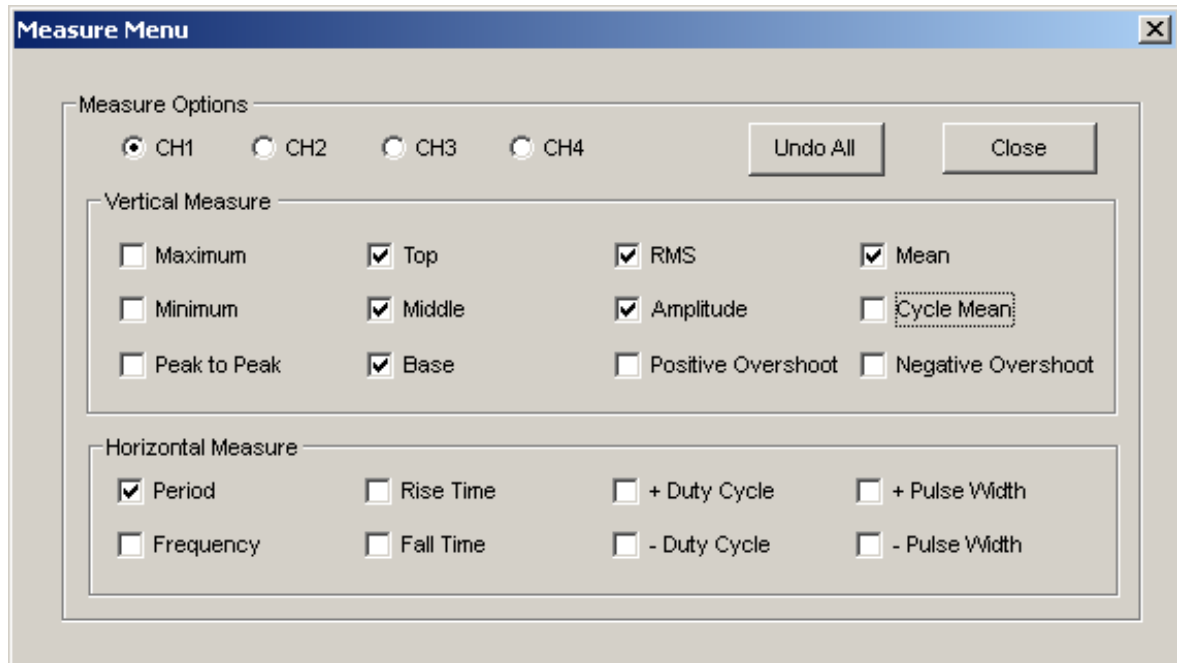 Measure Menu
Measure Options
CH1 CH2 CH3 CH4 Undo All Close
Vertical Measure
Maximum Top RMS Mean
Minimum Middle Amplitude Cycle Mean
Peak to Peak Base Positive Overshoot Negative Overshoot
Horizontal Measure
Period Rise Time + Duty Cycle + Pulse Width
Frequency Fall Time - Duty Cycle - Pulse Width